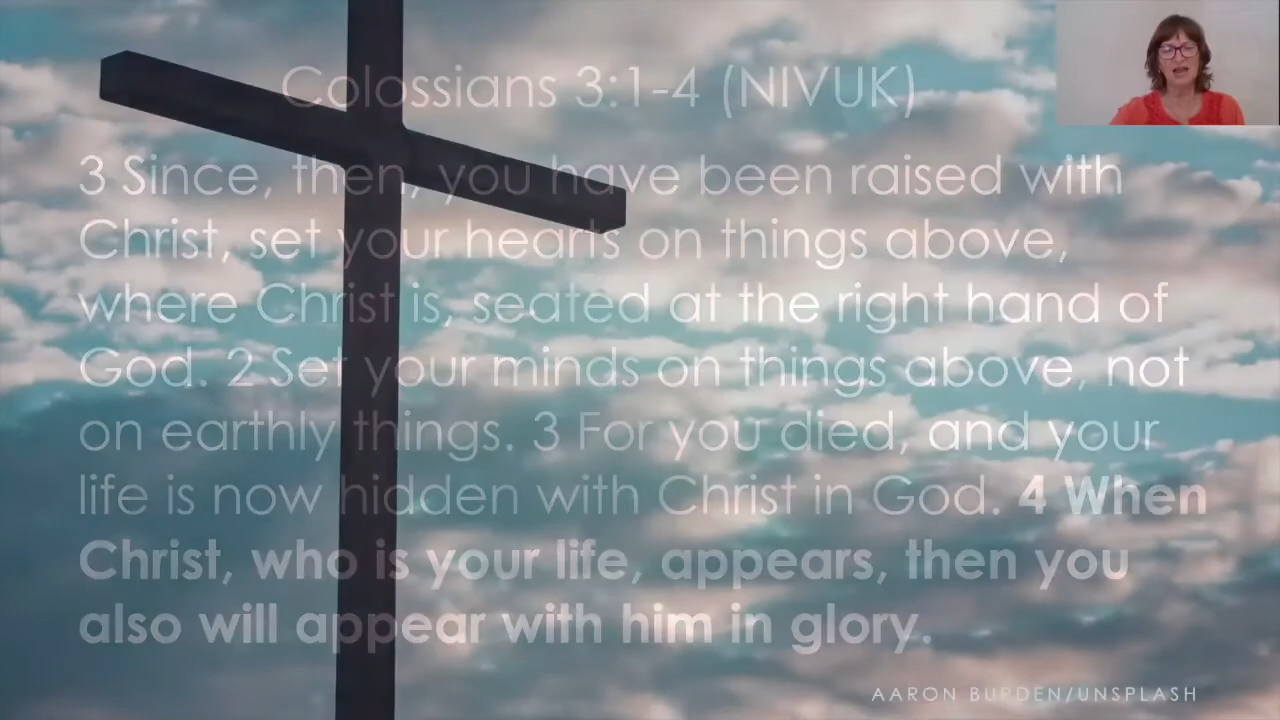 Colossians 3:1-4 (NIVUK)
3 Since, then, you have been raised with
Christ, set your hearts on things above,
where Christ is, seated at the right hand of
God. 2 Set your minds on things above, not
on earthly things. 3 For you died, and your
life is now hidden with Christ in God. 4 When
Christ, who is your life, appears, then you
also will appear with him in glory.
AARON BURDEN/UNSPLASH